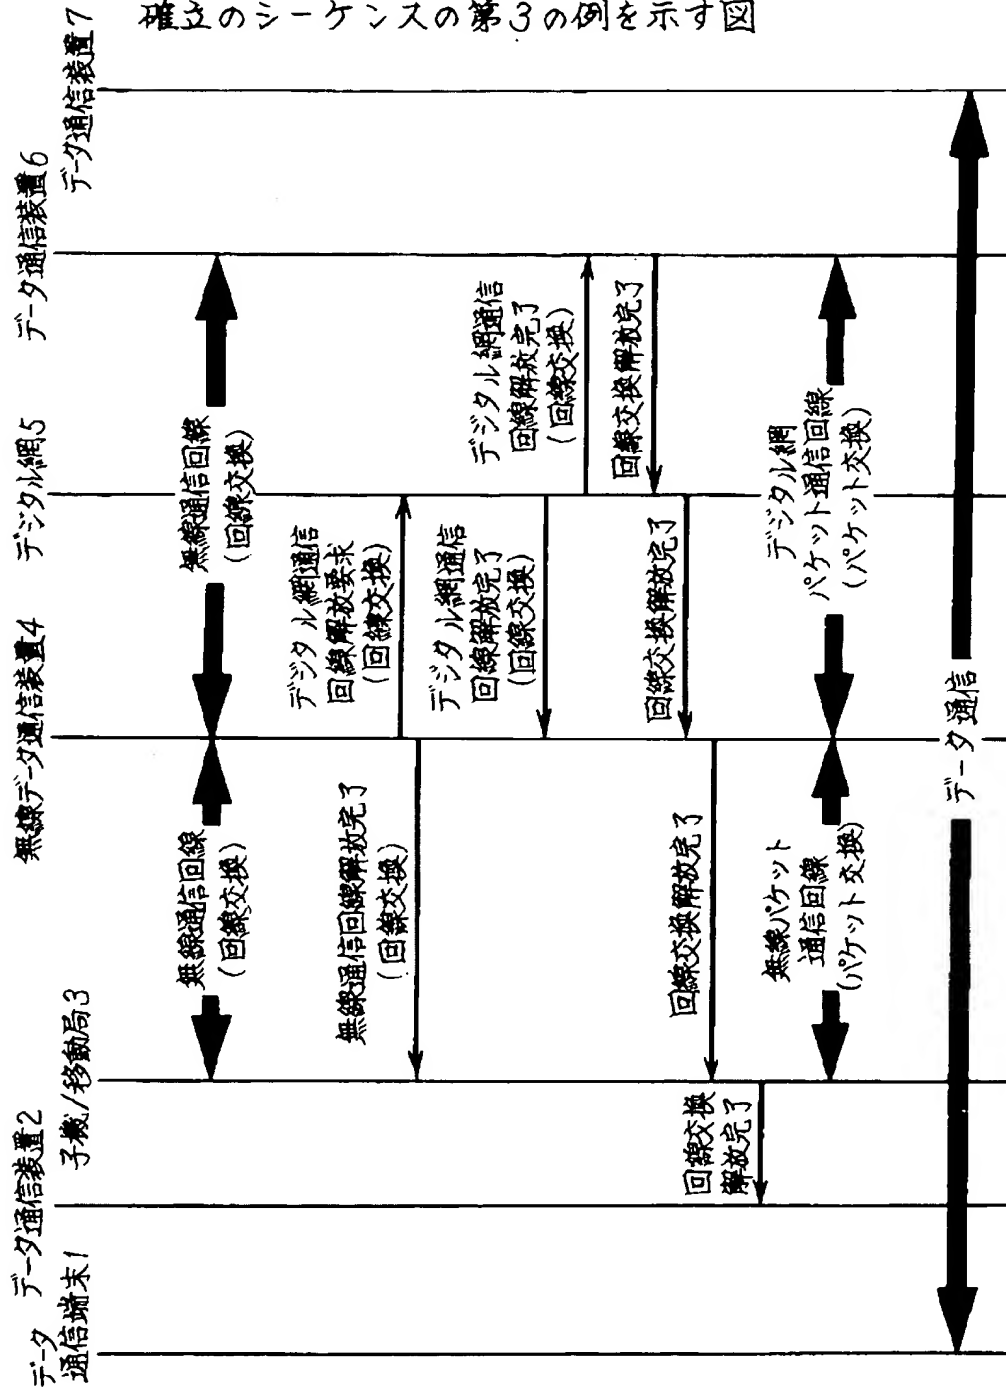 確立のシーケンスの第3の例を示す図
データ
通信端末1
データ通信装置2
子機/移動局3
無線データ通信装置4
デジタル網5
データ通信装置6
データ通信装置7
無線通信回線
(回線交換)
無線通信回線
(回線交換)
デジタル網通信
回線解放要求
(回線交換)
無線通信回線解放完了
(回線交換)
デジタル網通信
回線解放完了
(回線交換)
デジタル網通信
回線解放完了
(回線交換)
回線交換解放完了
回線交換解放完了
回線交換解放完了
回線交換
解放完了
無線パケット
通信回線
(パケット交換)
デジタル網
パケット通信回線
(パケット交換)
データ通信